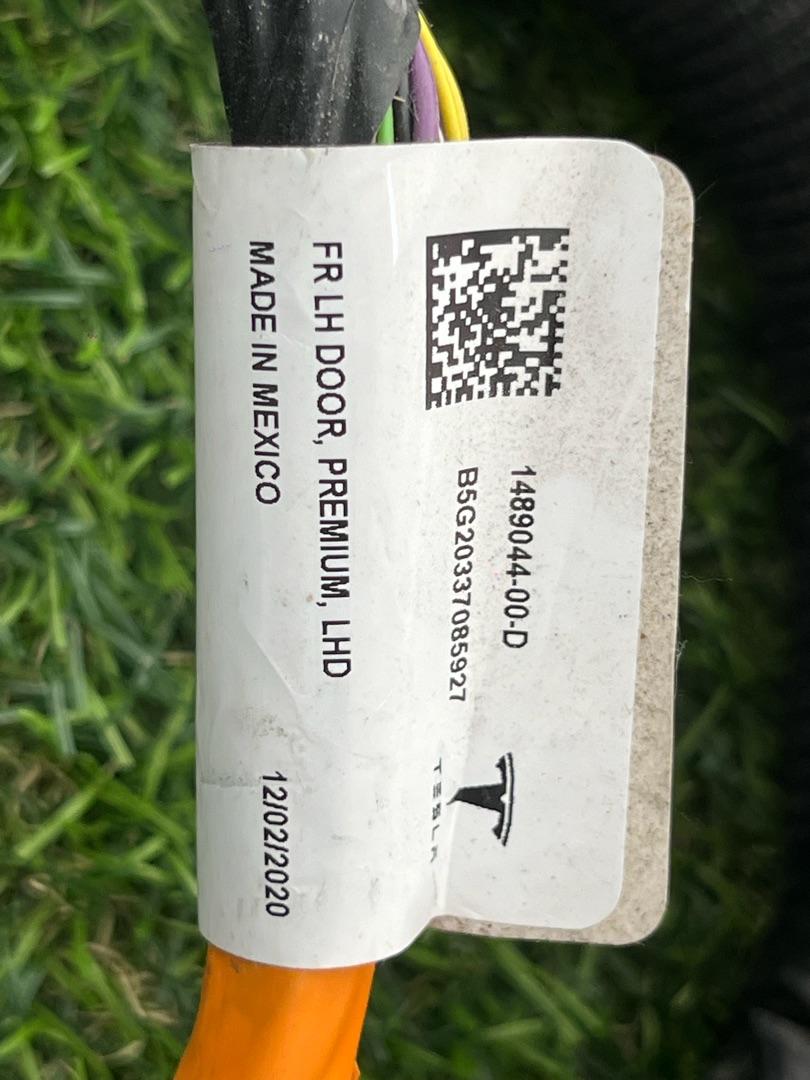 1489044-00-D
B5G20337085927
TESLA
FR LH DOOR, PREMIUM, LHD
MADE IN MEXICO
12/02/2020